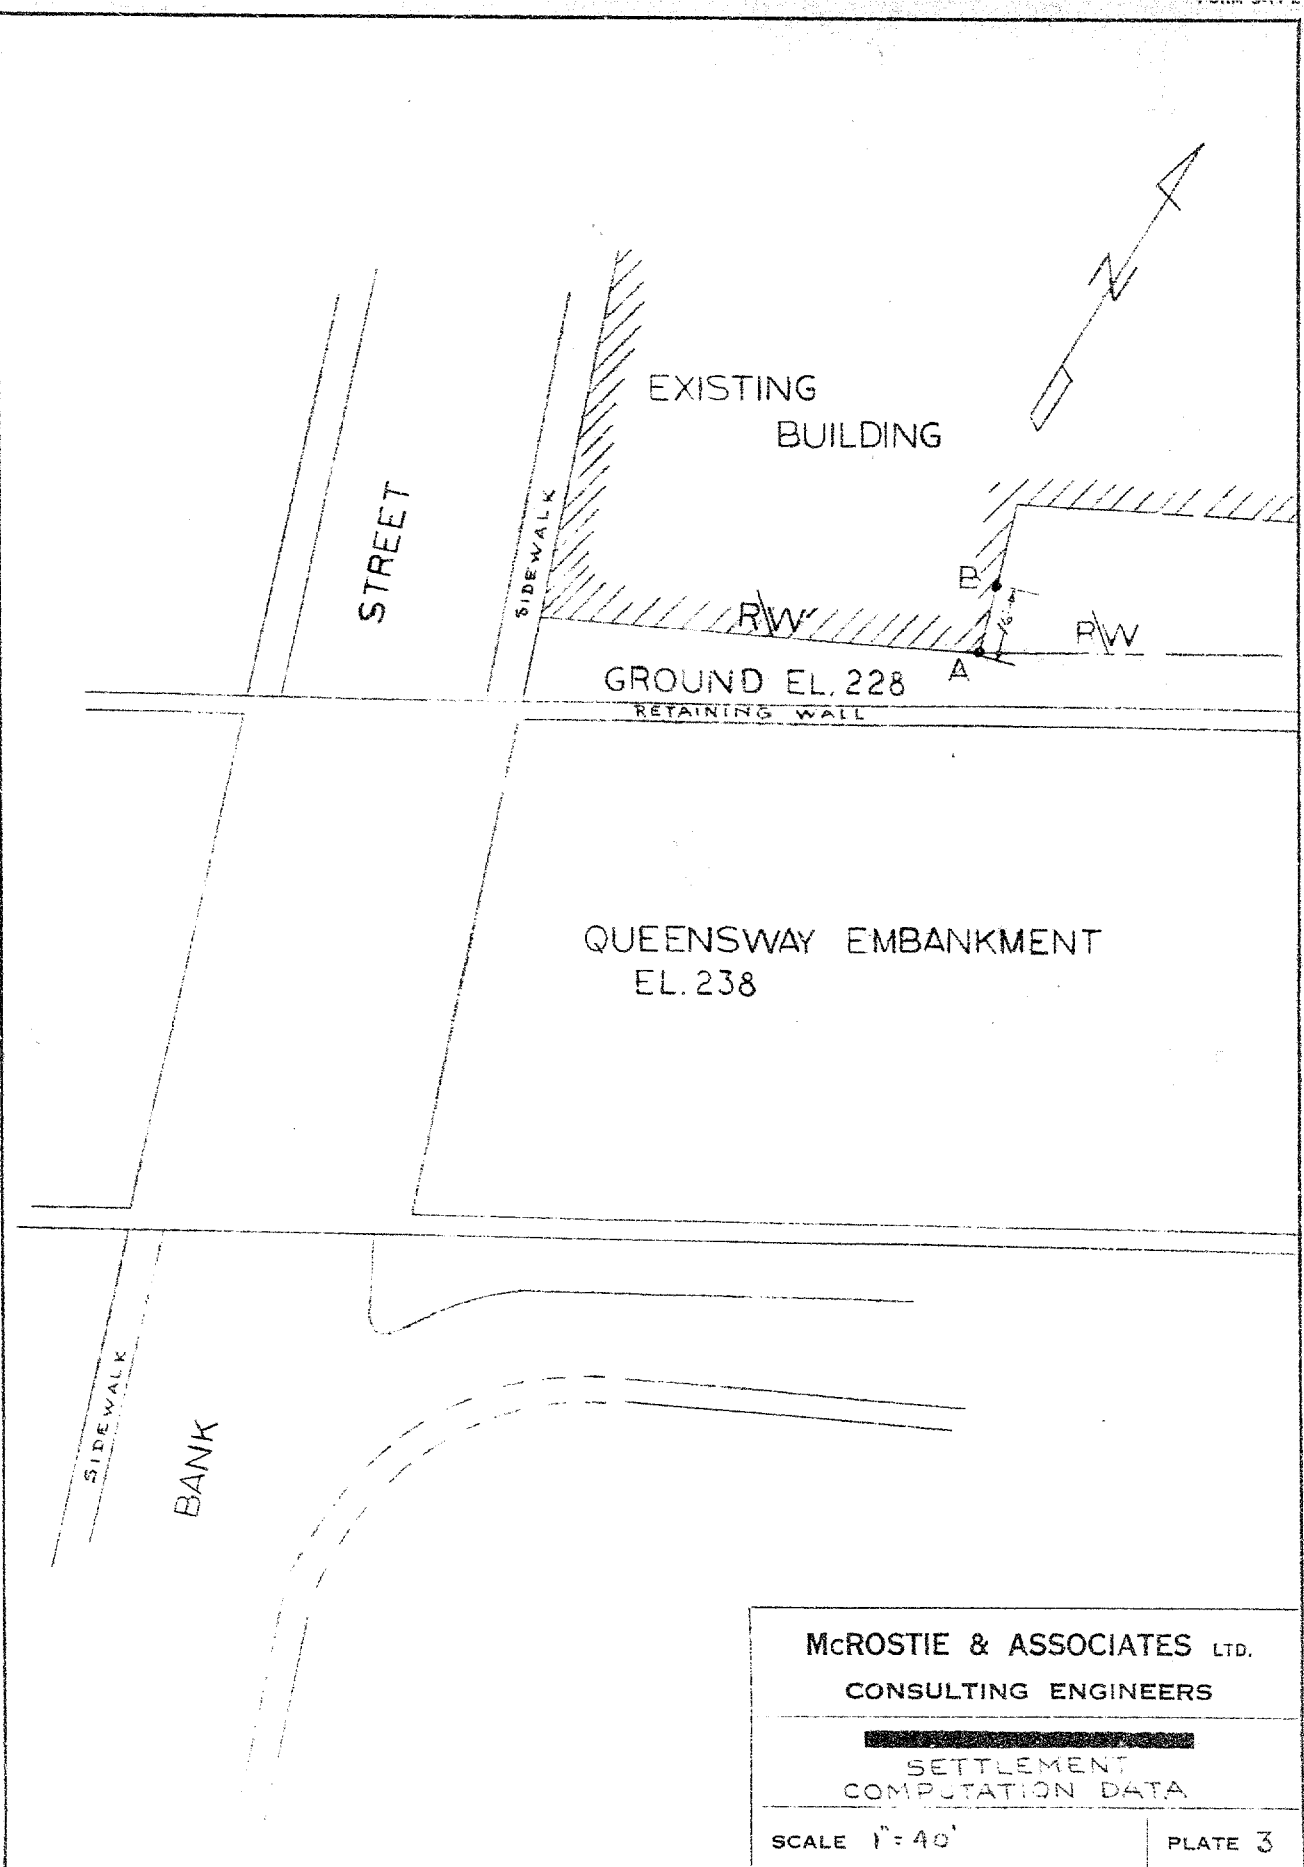 N
EXISTING
BUILDING
STREET
SIDEWALK
B
16'
R\W
R\W
A
GROUND EL. 228
RETAINING WALL
QUEENSWAY EMBANKMENT
EL. 238
SIDEWALK
BANK
McROSTIE & ASSOCIATES LTD.
CONSULTING ENGINEERS
SETTLEMENT
COMPUTATION DATA
SCALE 1" = 40'
PLATE 3